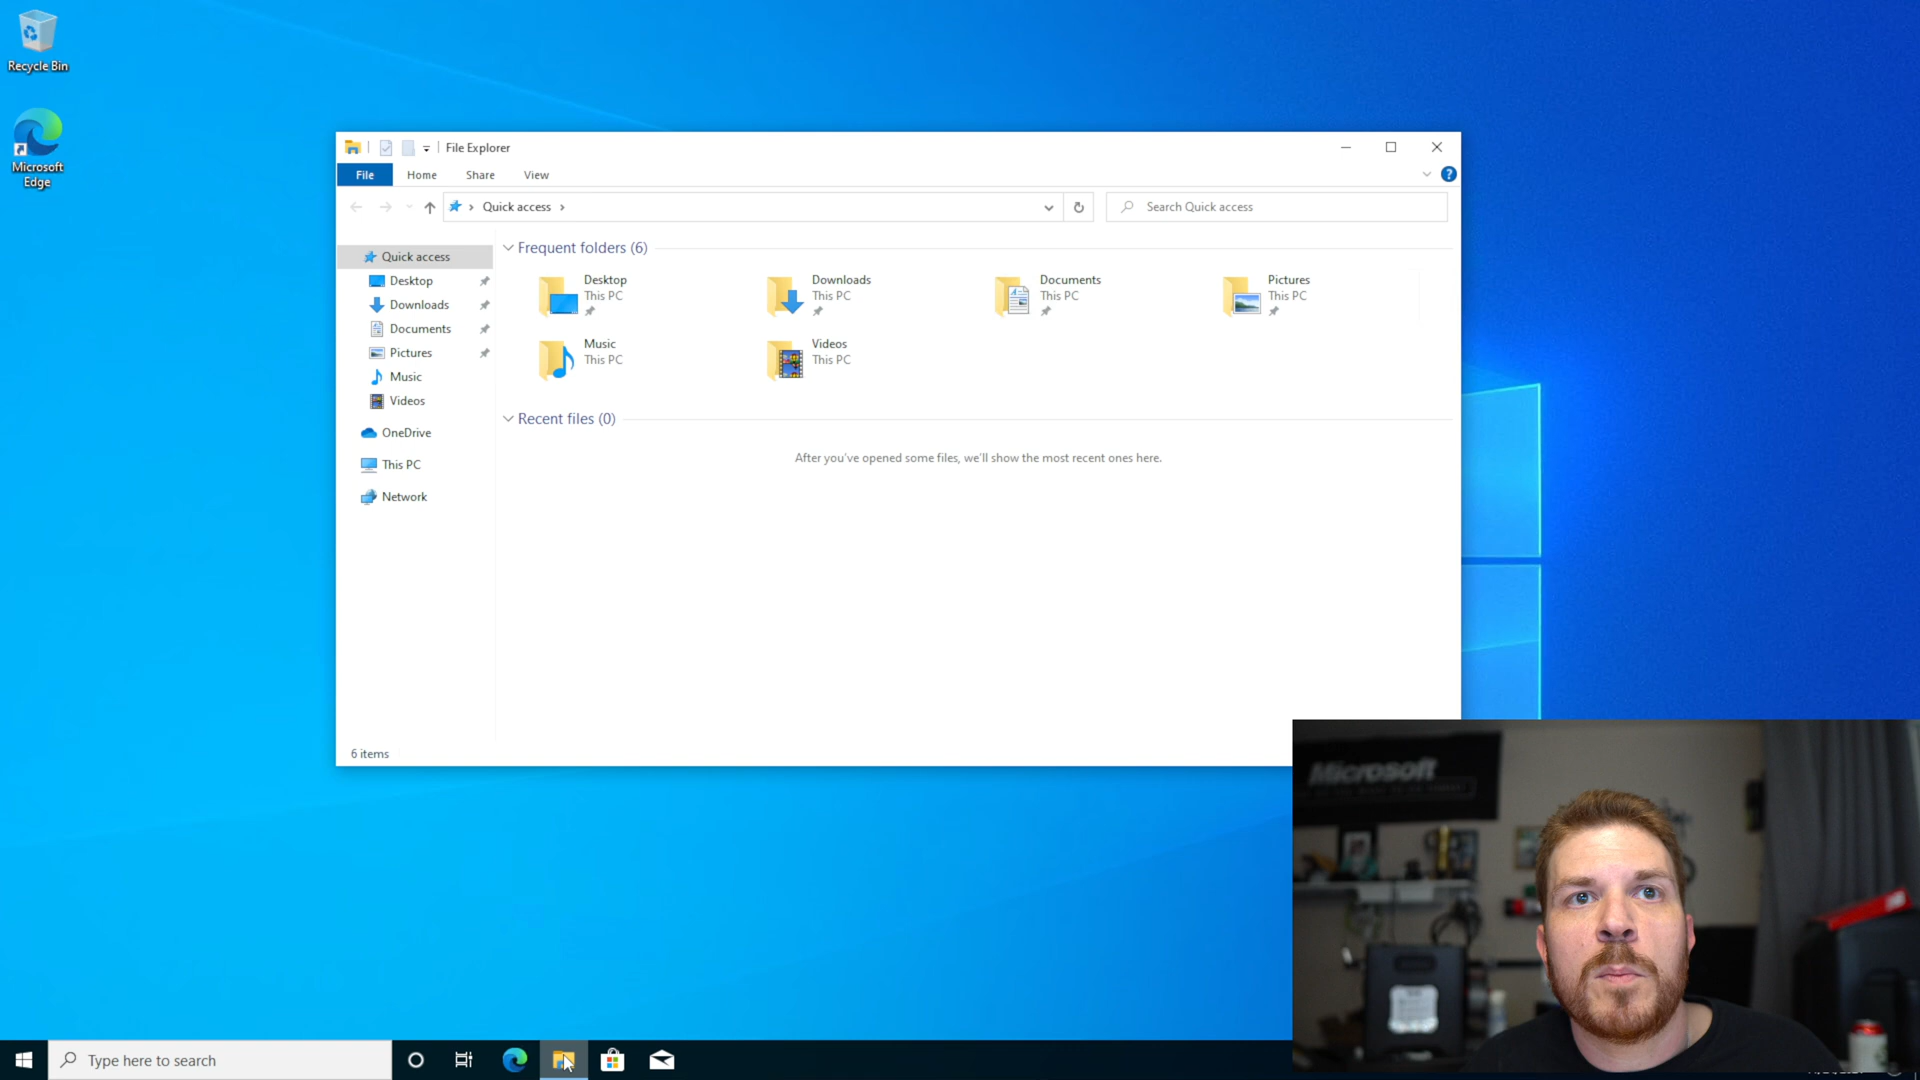 Recycle Bin
Microsoft
Edge
File Explorer
File
Home
Share
View
?
Quick access
Search Quick access
Quick access
Desktop
Downloads
Documents
Pictures
Music
Videos
OneDrive
This PC
Network
Frequent folders (6)
Desktop
This PC
Downloads
This PC
Documents
This PC
Pictures
This PC
Music
This PC
Videos
This PC
Recent files (0)
After you've opened some files, we'll show the most recent ones here.
6 items
Microsoft
Type here to search